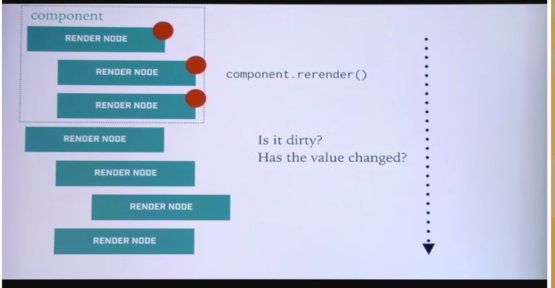 component
RENDER NODE
RENDER NODE
component.rerender()
RENDER NODE
RENDER NODE
Is it dirty?
Has the value changed?
RENDER NODE
RENDER NODE
RENDER NODE